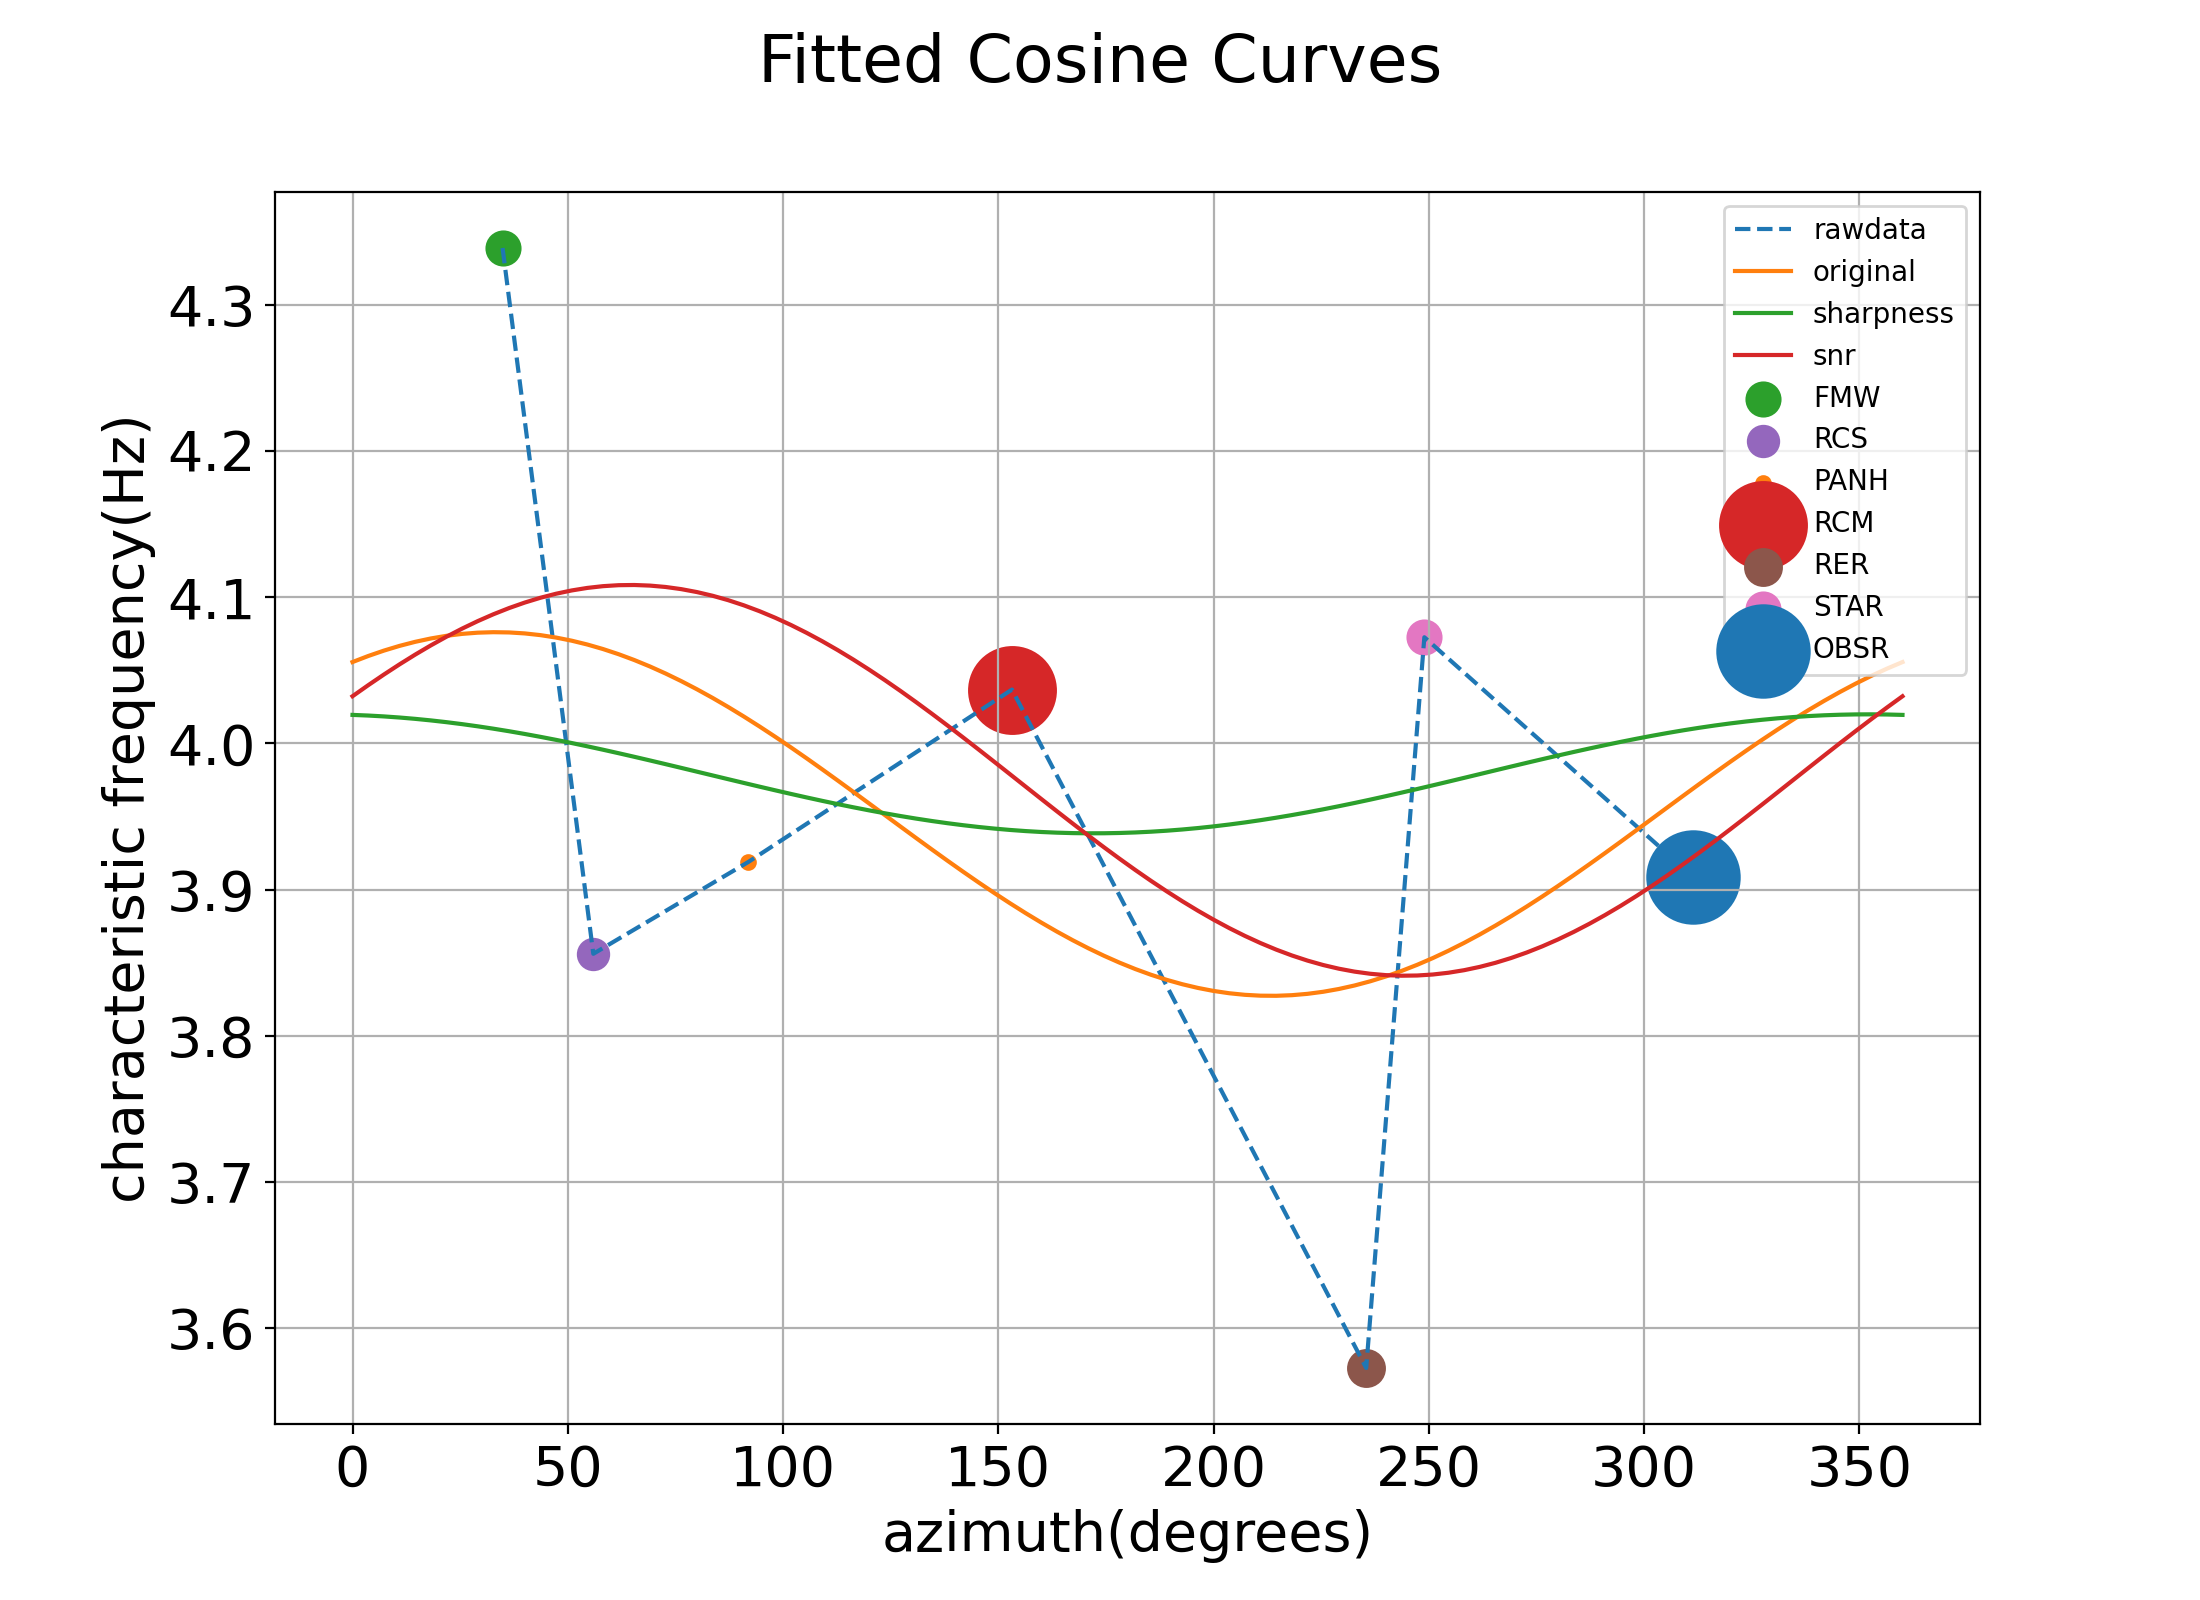 Fitted Cosine Curves
characteristic frequency(Hz)
4.3
4.2
4.1
4.0
3.9
3.8
3.7
3.6
rawdata
original
sharpness
snr
FMW
RCS
PANH
RCM
RER
STAR
OBSR
0 50 100 150 200 250 300 350
azimuth(degrees)